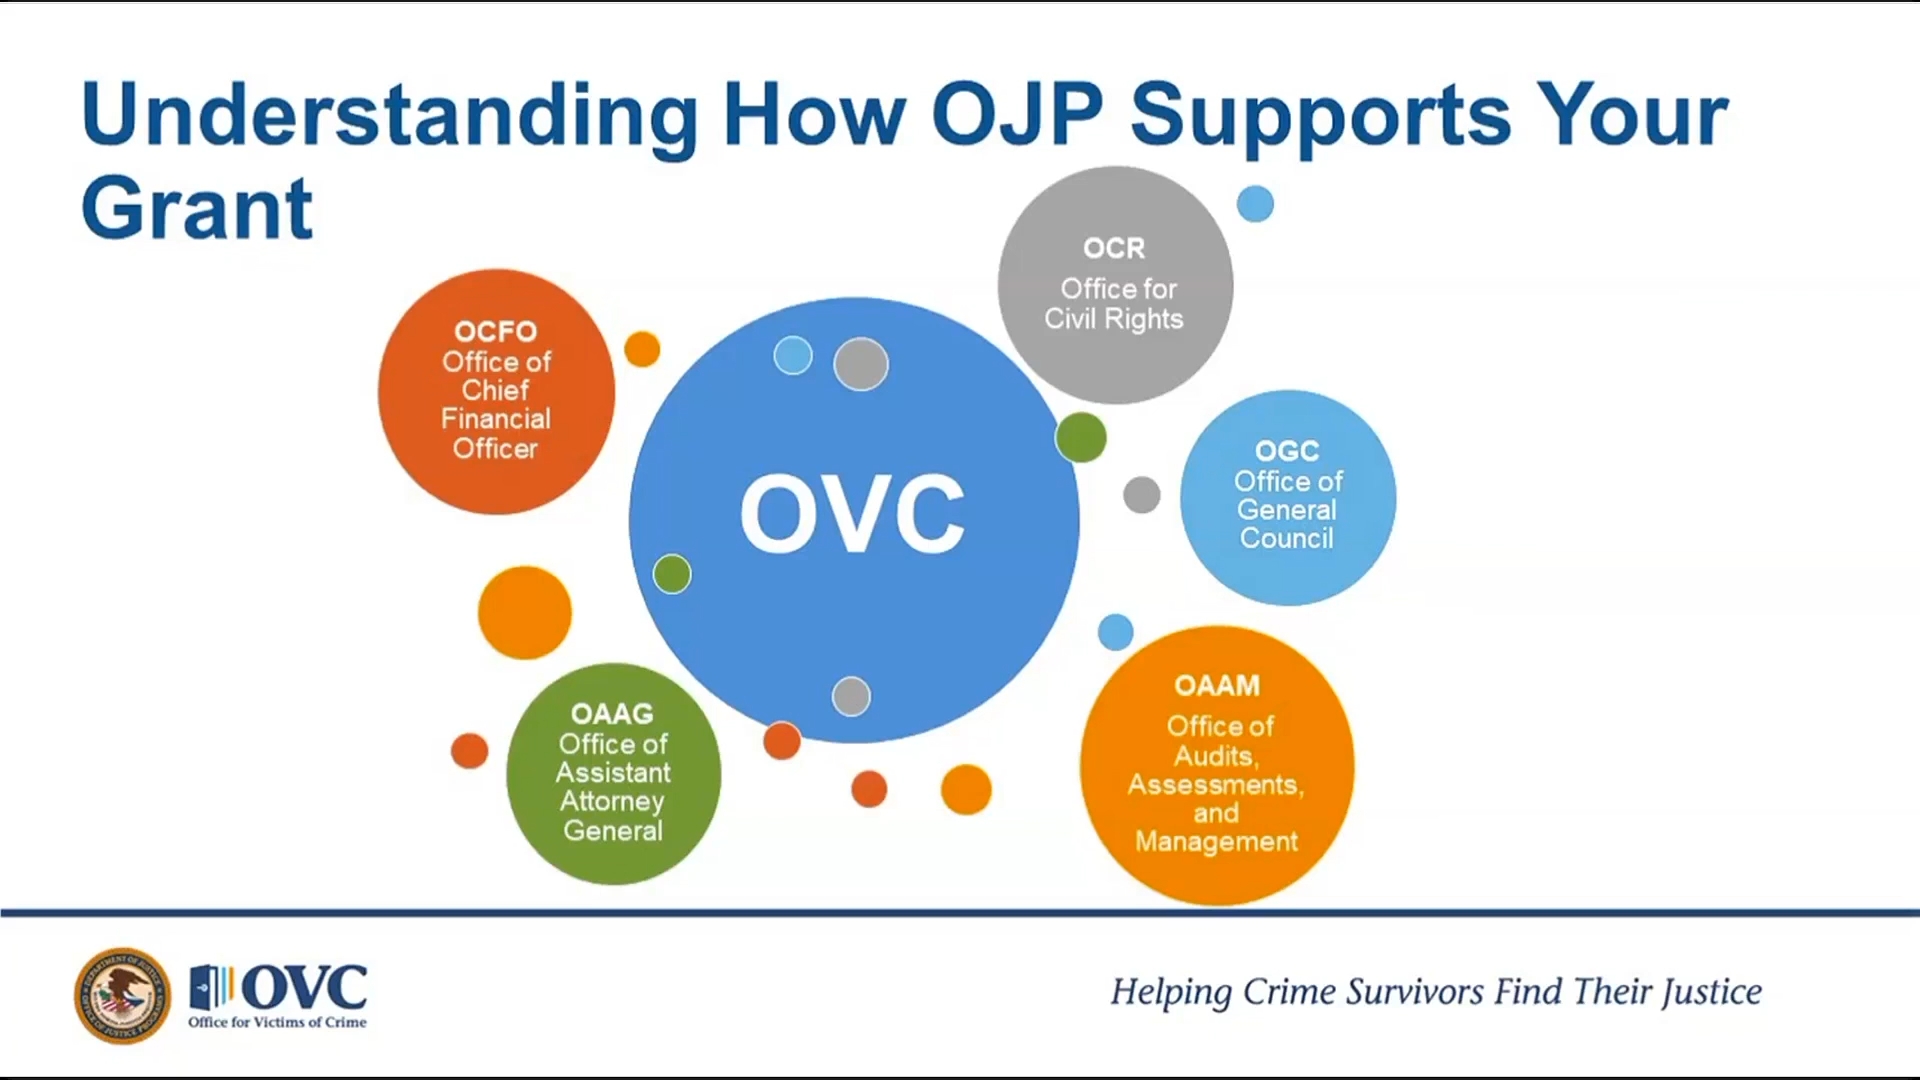 Understanding How OJP Supports Your
Grant
OCR
Office for
Civil Rights
OCFO
Office of
Chief
Financial
Officer
OVC
OGC
Office of
General
Council
OAAG
Office of
Assistant
Attorney
General
OAAM
Office of
Audits,
Assessments,
and
Management
OVC
Office for Victims of Crime
Helping Crime Survivors Find Their Justice